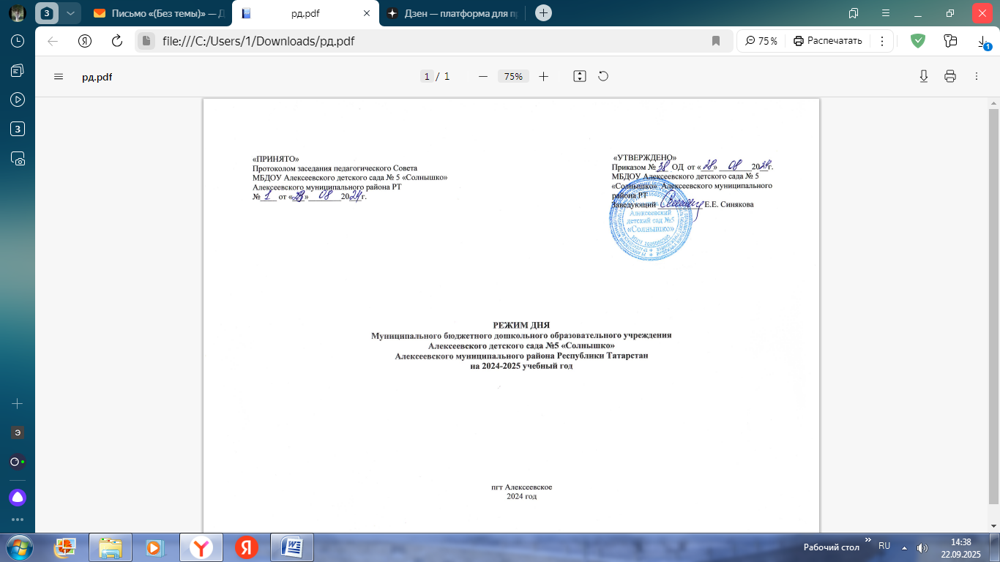 3
Письмо «(Без темы)» — Д
рд.pdf
Дзен — платформа для пр
file:///C:/Users/1/Downloads/рд.pdf
75%
Распечатать
1
рд.pdf
1 / 1
75%
3
«ПРИНЯТО»
Протоколом заседания педагогического Совета
МБДОУ Алексеевского детского сада № 5 «Солнышко»
Алексеевского муниципального района РТ
№ 1 от «28» 08 2024г.
«УТВЕРЖДЕНО»
Приказом № 38 ОД от «28» 08 2024г.
МБДОУ Алексеевского детского сада № 5
«Солнышко» Алексеевского муниципального
района РТ
Заведующий Е.Е. Синякова
Алексеевский
детский сад №5
«Солнышко»
РЕЖИМ ДНЯ
Муниципального бюджетного дошкольного образовательного учреждения
Алексеевского детского сада №5 «Солнышко»
Алексеевского муниципального района Республики Татарстан
на 2024-2025 учебный год
пгт Алексеевское
2024 год
Э
Рабочий стол
RU
14:38
22.09.2025